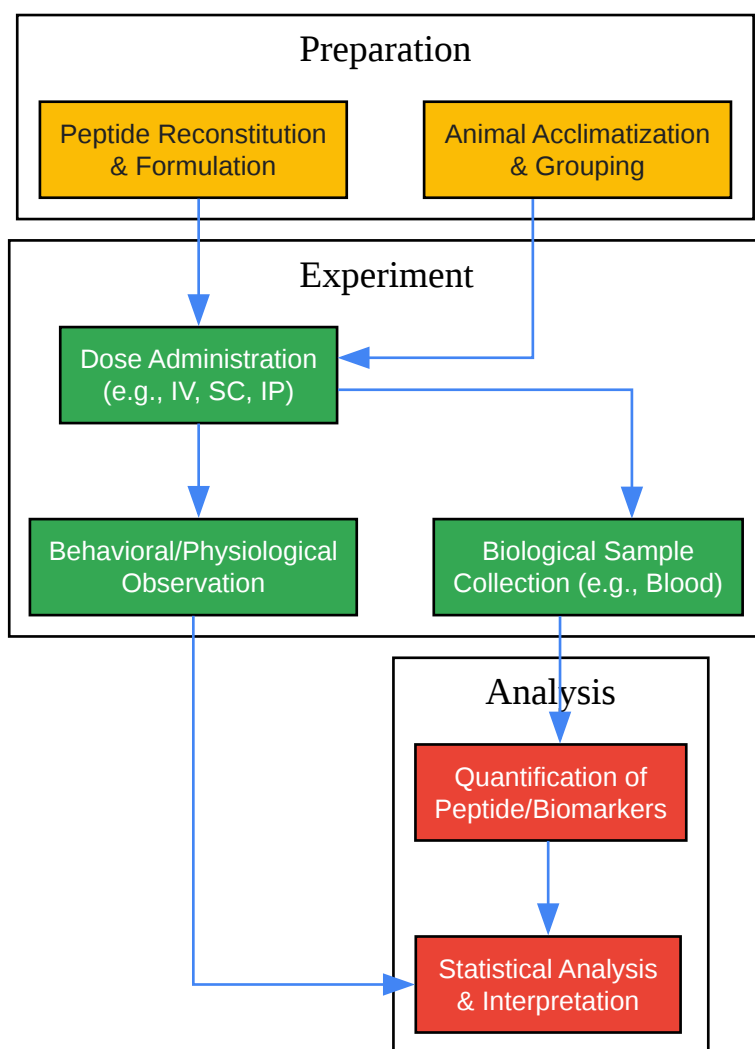 Preparation
Peptide Reconstitution
& Formulation
Animal Acclimatization
& Grouping
Experiment
Dose Administration
(e.g., IV, SC, IP)
Behavioral/Physiological
Observation
Biological Sample
Collection (e.g., Blood)
Analysis
Quantification of
Peptide/Biomarkers
Statistical Analysis
& Interpretation